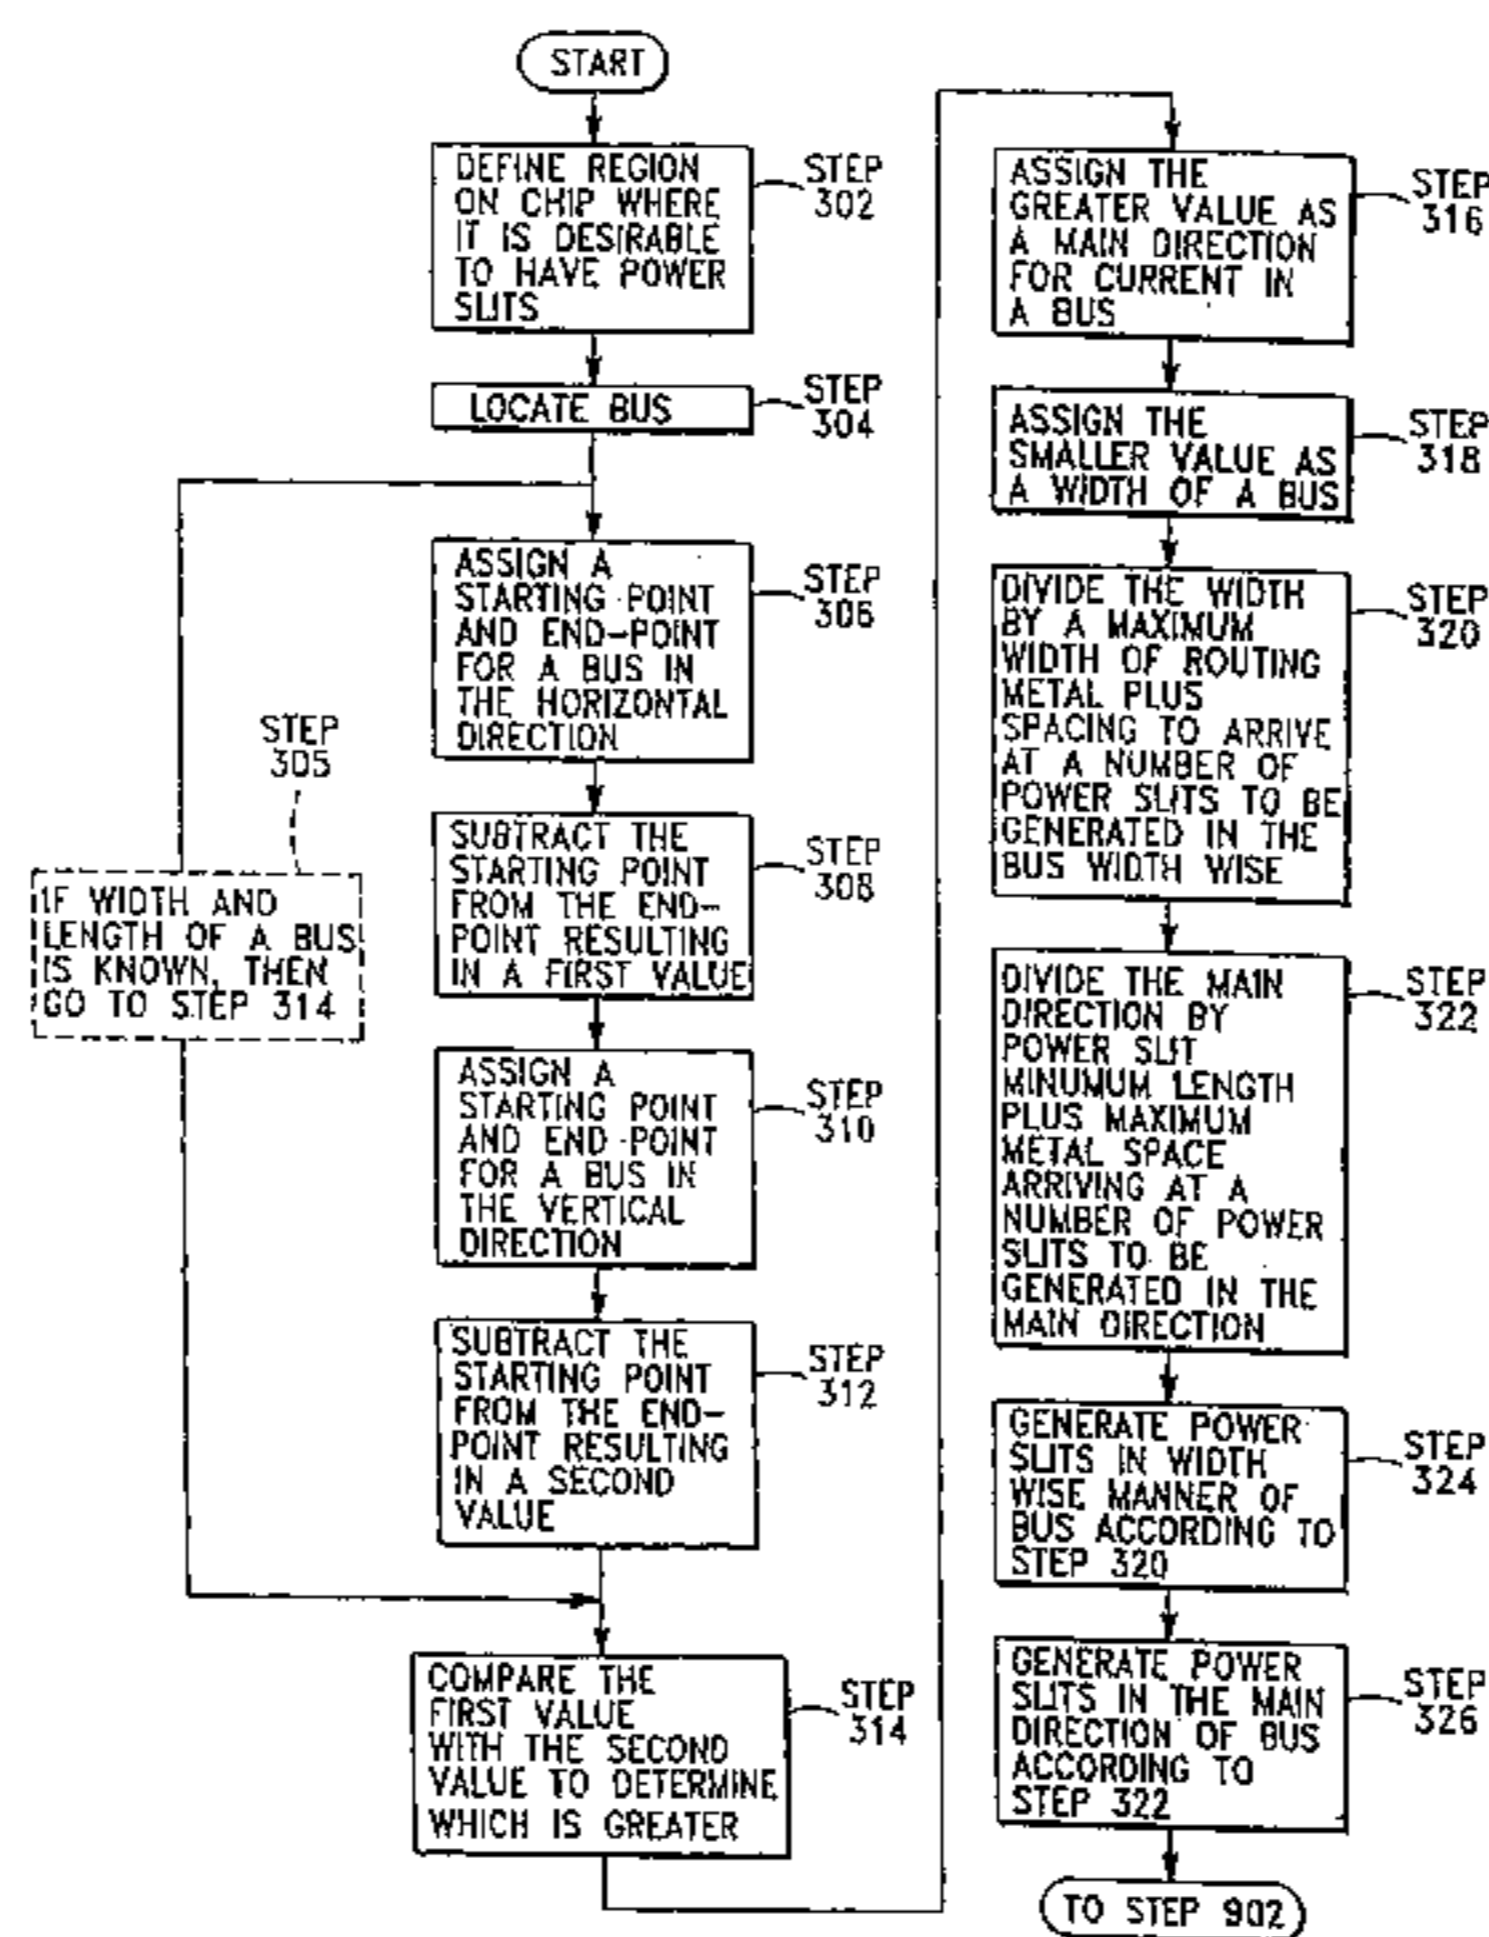 START
DEFINE REGION
ON CHIP WHERE
IT IS DESIRABLE
TO HAVE POWER
SLITS
STEP
302
LOCATE BUS
STEP
304
ASSIGN A
STARTING POINT
AND END-POINT
FOR A BUS IN
THE HORIZONTAL
DIRECTION
STEP
306
STEP
305
IF WIDTH AND
LENGTH OF A BUS
IS KNOWN, THEN
GO TO STEP 314
SUBTRACT THE
STARTING POINT
FROM THE END-
POINT RESULTING
IN A FIRST VALUE
STEP
308
ASSIGN A
STARTING POINT
AND END-POINT
FOR A BUS IN
THE VERTICAL
DIRECTION
STEP
310
SUBTRACT THE
STARTING POINT
FROM THE END-
POINT RESULTING
IN A SECOND
VALUE
STEP
312
COMPARE THE
FIRST VALUE
WITH THE SECOND
VALUE TO DETERMINE
WHICH IS GREATER
STEP
314
ASSIGN THE
GREATER VALUE AS
A MAIN DIRECTION
FOR CURRENT IN
A BUS
STEP
316
ASSIGN THE
SMALLER VALUE AS
A WIDTH OF A BUS
STEP
318
DIVIDE THE WIDTH
BY A MAXIMUM
WIDTH OF ROUTING
METAL PLUS
SPACING TO ARRIVE
AT A NUMBER OF
POWER SLITS TO BE
GENERATED IN THE
BUS WIDTH WISE
STEP
320
DIVIDE THE MAIN
DIRECTION BY
POWER SLIT
MINUMUM LENGTH
PLUS MAXIMUM
METAL SPACE
ARRIVING AT A
NUMBER OF POWER
SLITS TO BE
GENERATED IN THE
MAIN DIRECTION
STEP
322
GENERATE POWER
SLITS IN WIDTH
WISE MANNER OF
BUS ACCORDING TO
STEP 320
STEP
324
GENERATE POWER
SLITS IN THE MAIN
DIRECTION OF BUS
ACCORDING TO
STEP 322
STEP
326
TO STEP 902